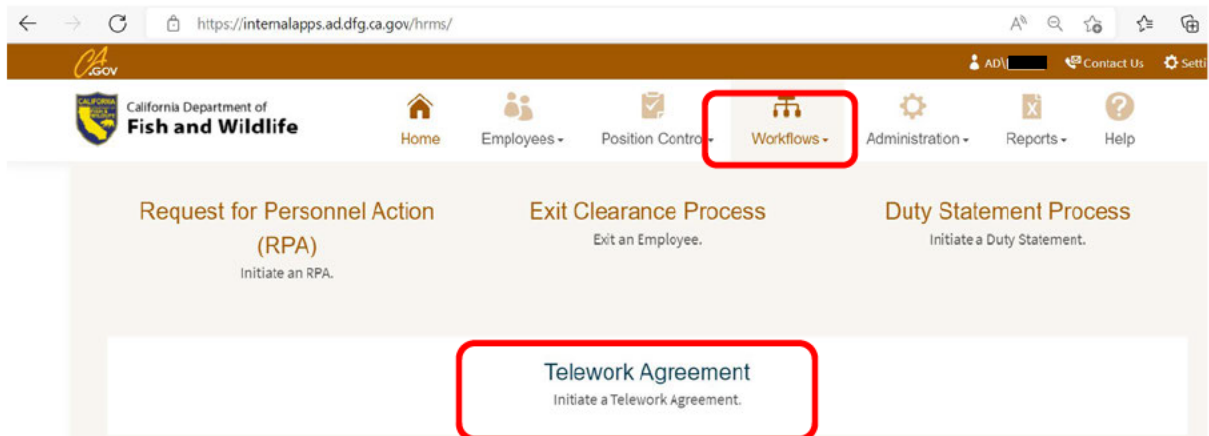 https://internalapps.ad.dfg.ca.gov/hrms/
CA.GOV
AD\ Contact Us Setti
California Department of
Fish and Wildlife
Home Employees Position Control Workflows Administration Reports Help
Request for Personnel Action
(RPA)
Initiate an RPA.
Exit Clearance Process
Exit an Employee.
Duty Statement Process
Initiate a Duty Statement.
Telework Agreement
Initiate a Telework Agreement.